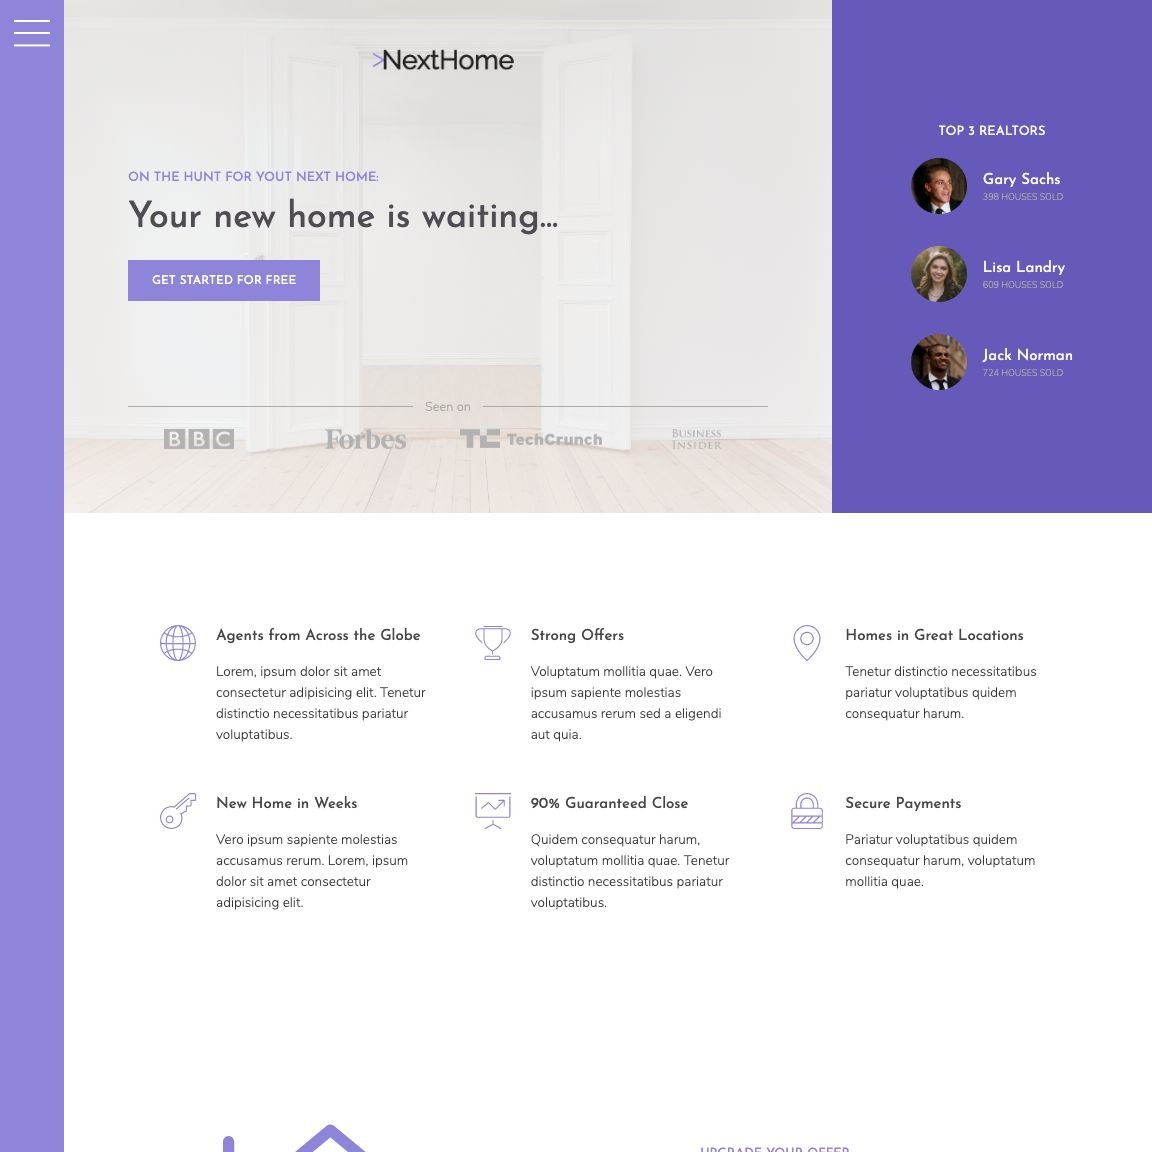 >NextHome
ON THE HUNT FOR YOUT NEXT HOME:
Your new home is waiting...
GET STARTED FOR FREE
Seen on
BBC
Forbes
TC TechCrunch
BUSINESS
INSIDER
TOP 3 REALTORS
Gary Sachs
398 HOUSES SOLD
Lisa Landry
609 HOUSES SOLD
Jack Norman
724 HOUSES SOLD
Agents from Across the Globe
Lorem, ipsum dolor sit amet
consectetur adipisicing elit. Tenetur
distinctio necessitatibus pariatur
voluptatibus.
Strong Offers
Voluptatum mollitia quae. Vero
ipsum sapiente molestias
accusamus rerum sed a eligendi
aut quia.
Homes in Great Locations
Tenetur distinctio necessitatibus
pariatur voluptatibus quidem
consequatur harum.
New Home in Weeks
Vero ipsum sapiente molestias
accusamus rerum. Lorem, ipsum
dolor sit amet consectetur
adipisicing elit.
90% Guaranteed Close
Quidem consequatur harum,
voluptatum mollitia quae. Tenetur
distinctio necessitatibus pariatur
voluptatibus.
Secure Payments
Pariatur voluptatibus quidem
consequatur harum, voluptatum
mollitia quae.
UPGRADE YOUR OFFER